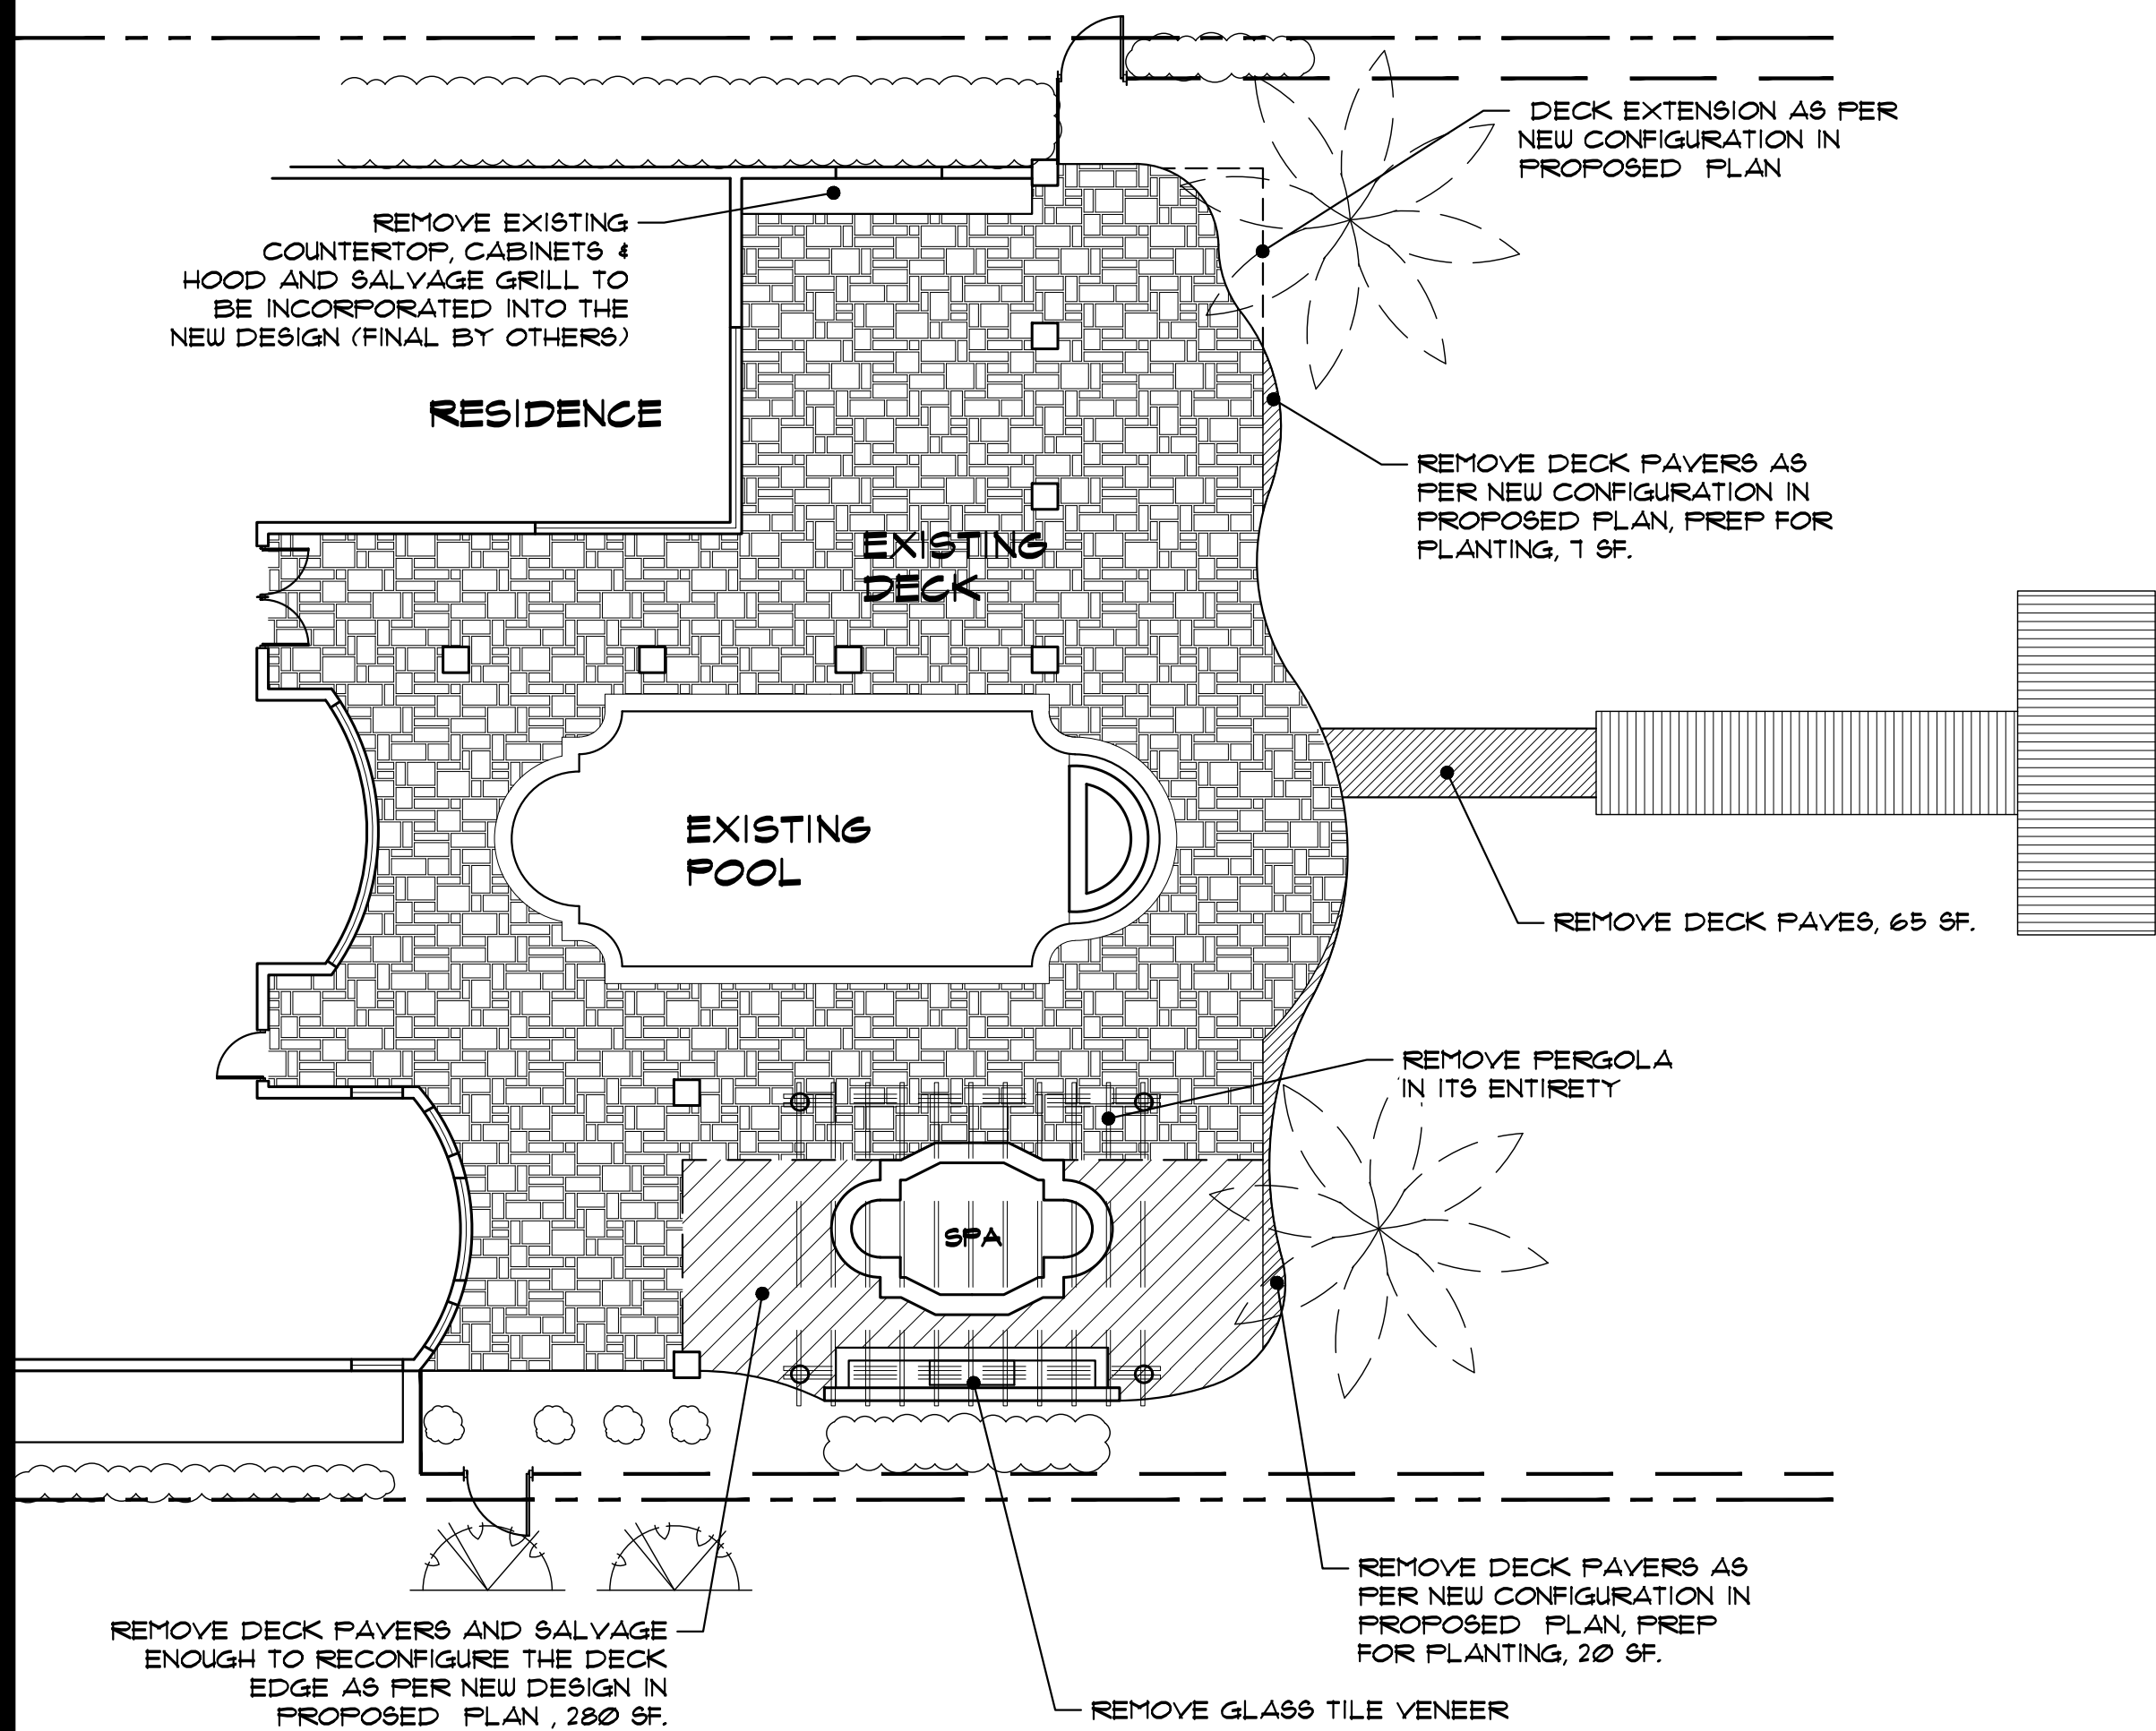 DECK EXTENSION AS PER
NEW CONFIGURATION IN
PROPOSED PLAN
REMOVE EXISTING
COUNTERTOP, CABINETS &
HOOD AND SALVAGE GRILL TO
BE INCORPORATED INTO THE
NEW DESIGN (FINAL BY OTHERS)
RESIDENCE
REMOVE DECK PAVERS AS
PER NEW CONFIGURATION IN
PROPOSED PLAN, PREP FOR
PLANTING, 7 SF.
EXISTING
DECK
EXISTING
POOL
REMOVE DECK PAVES, 65 SF.
REMOVE PERGOLA
IN ITS ENTIRETY
SPA
REMOVE DECK PAVERS AS
PER NEW CONFIGURATION IN
PROPOSED PLAN, PREP
FOR PLANTING, 20 SF.
REMOVE DECK PAVERS AND SALVAGE
ENOUGH TO RECONFIGURE THE DECK
EDGE AS PER NEW DESIGN IN
PROPOSED PLAN , 280 SF.
REMOVE GLASS TILE VENEER